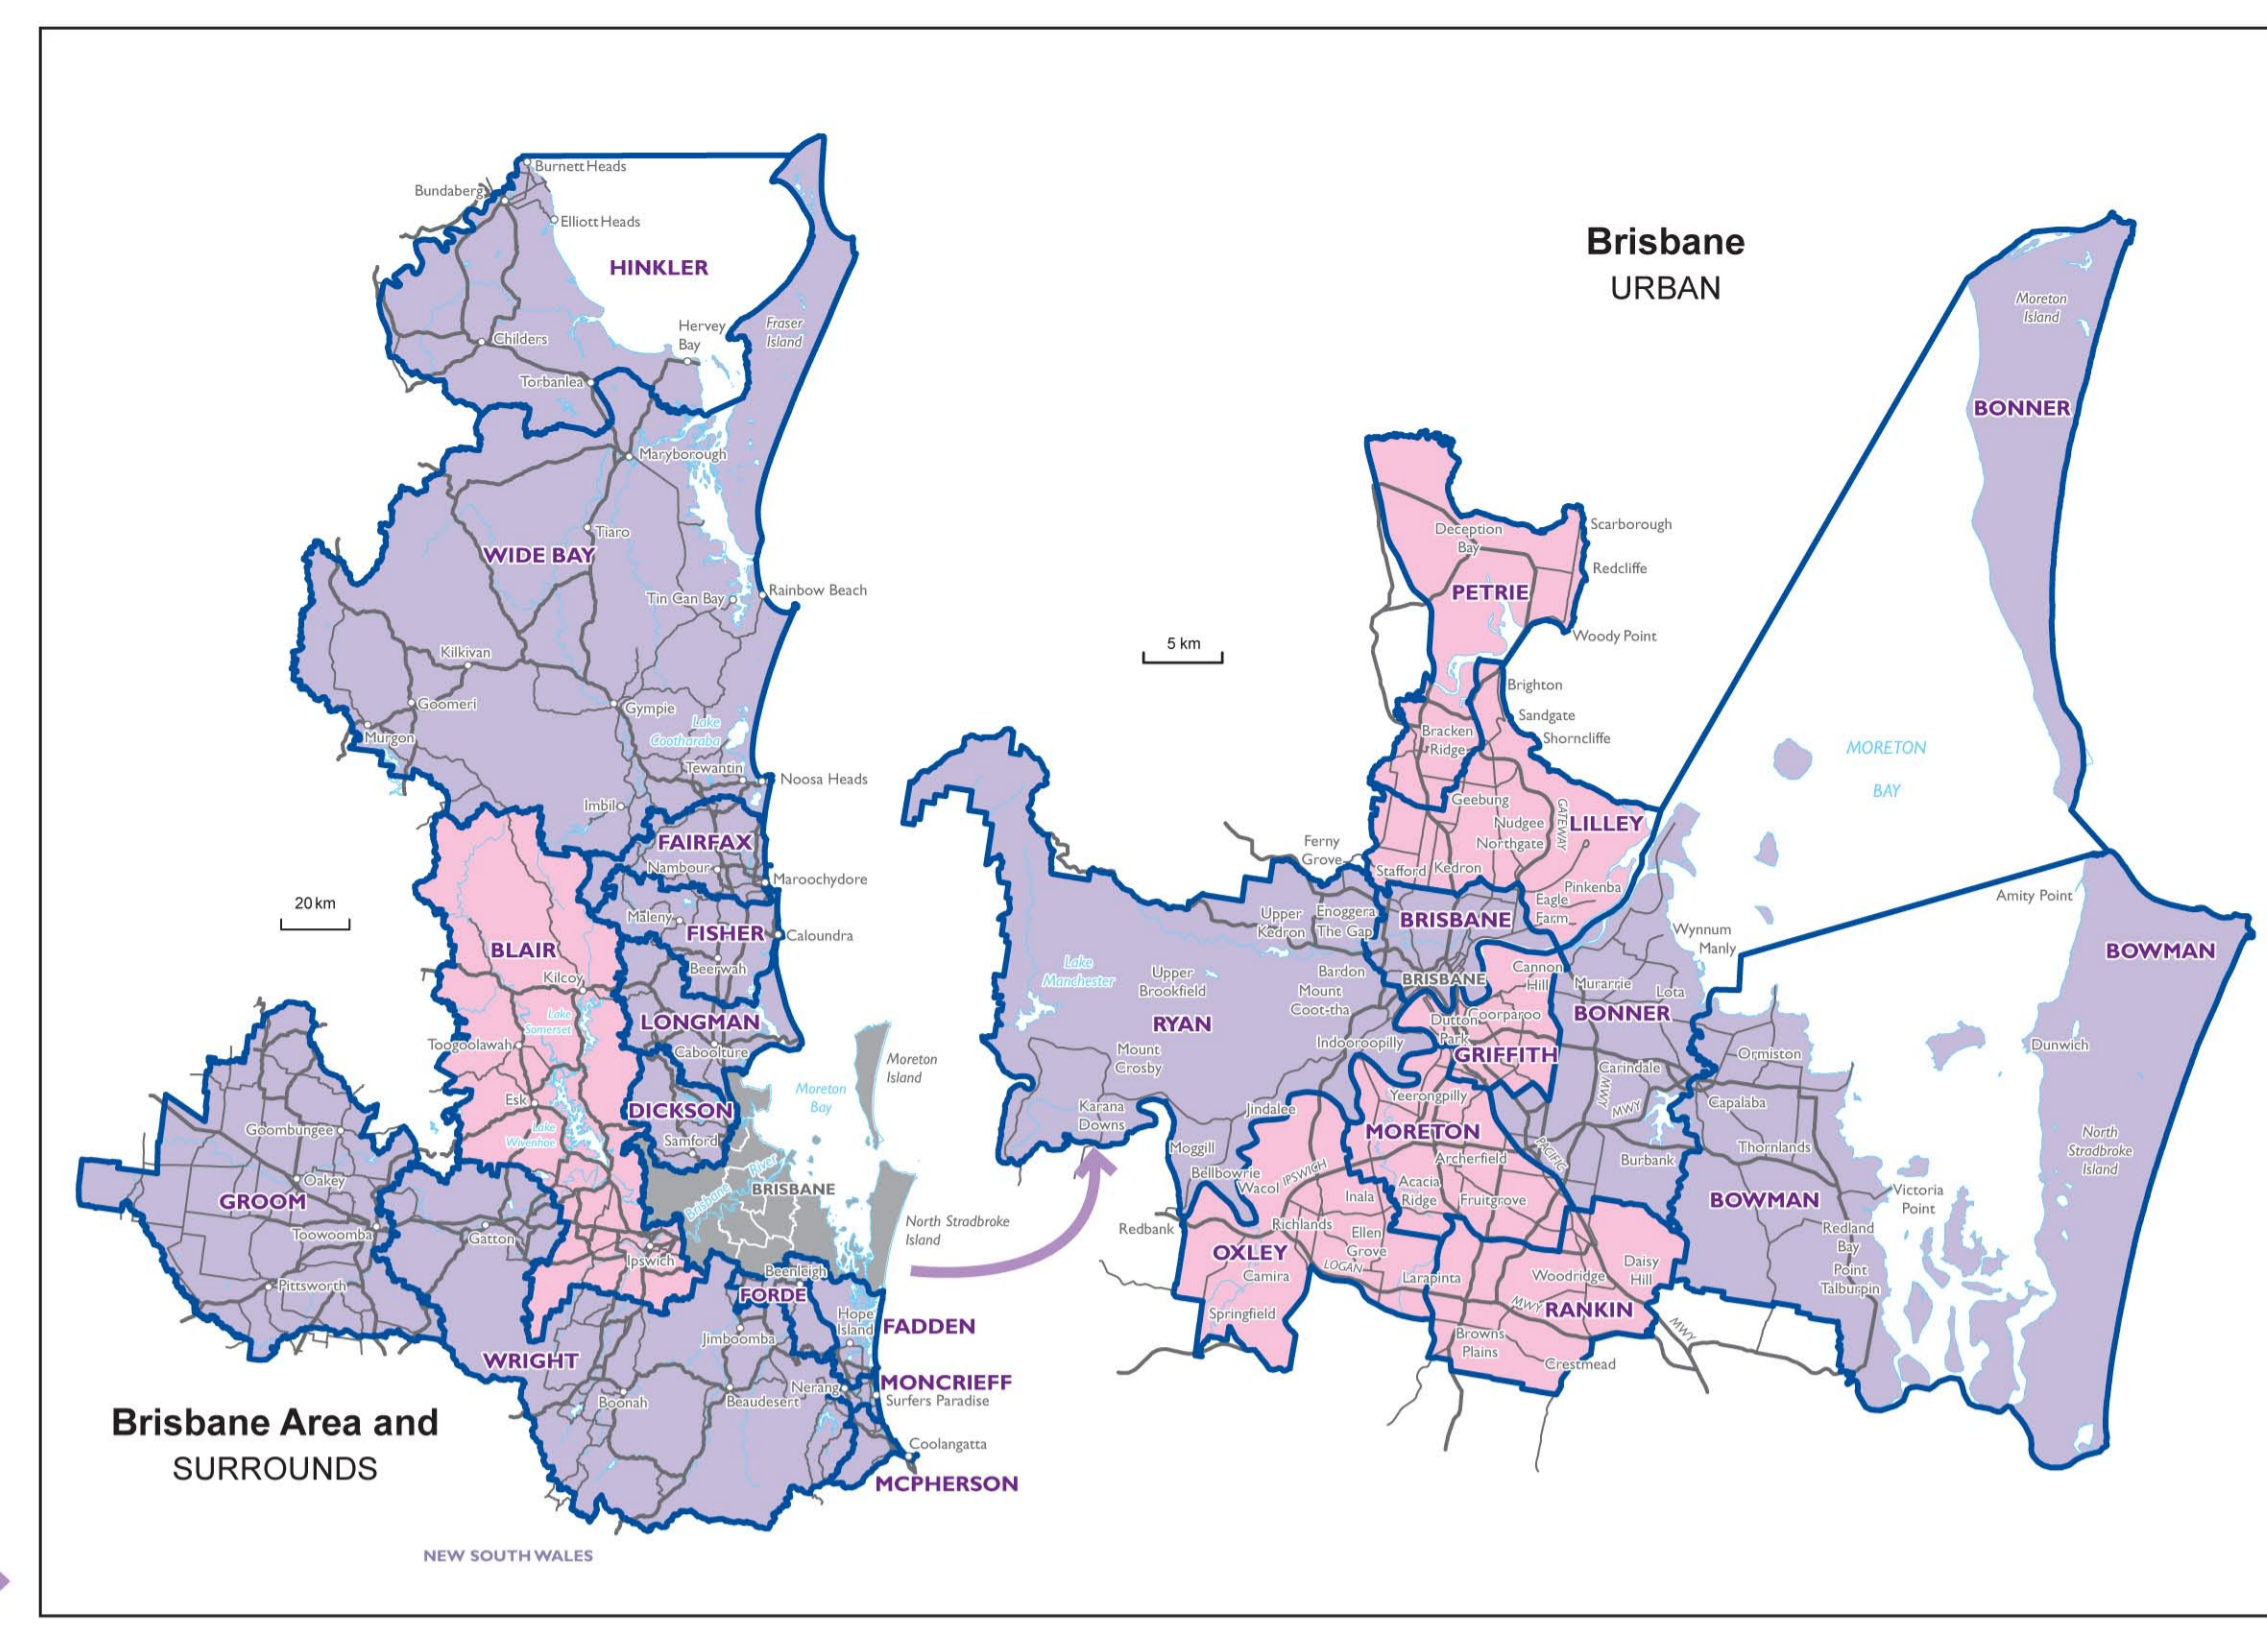 Burnett Heads
Bundaberg
Elliott Heads
HINKLER
Hervey
Bay
Fraser
Island
Childers
Torbanlea
Maryborough
Tiaro
WIDE BAY
Rainbow Beach
Tin Can Bay
Kilkivan
Goomeri
Gympie
Lake
Cootharaba
Murgon
Tewantin
Noosa Heads
Imbil
FAIRFAX
Nambour
Maroochydore
20 km
Maleny
FISHER
Caloundra
BLAIR
Beerwah
Kilcoy
Lake
Somerset
LONGMAN
Toogoolawah
Caboolture
Moreton
Island
Moreton
Bay
Esk
DICKSON
Goombungee
Lake
Wivenhoe
Samford
Oakey
GROOM
Brisbane River
BRISBANE
North Stradbroke
Island
Toowoomba
Gatton
Ipswich
Pittsworth
Beenleigh
FORDE
Hope
Island
FADDEN
Jimboomba
WRIGHT
MONCRIEFF
Nerang
Surfers Paradise
Boonah
Beaudesert
Coolangatta
MCPHERSON
Brisbane Area and
SURROUNDS
NEW SOUTH WALES
Brisbane
URBAN
Moreton
Island
BONNER
Scarborough
Deception
Bay
Redcliffe
PETRIE
Woody Point
5 km
Brighton
Sandgate
Bracken
Ridge
Shorncliffe
MORETON
BAY
Geebung
GATEWAY
Nudgee
LILLEY
Northgate
Ferny
Grove
Stafford
Kedron
Pinkenba
Eagle
Farm
Amity Point
Upper
Kedron
Enoggera
The Gap
BRISBANE
Wynnum
Manly
BOWMAN
Lake
Manchester
Upper
Brookfield
Bardon
Mount
Coot-tha
BRISBANE
Cannon
Hill
Murarrie
Lota
RYAN
Dutton
Park
Coorparoo
BONNER
Indooroopilly
GRIFFITH
Ormiston
Dunwich
Mount
Crosby
Carindale
MWY
MWY
Yeerongpilly
Karana
Downs
Jindalee
Capalaba
MORETON
Moggill
PACIFIC
Thornlands
North
Stradbroke
Island
Bellbowrie
Wacol
IPSWICH
Archerfield
Burbank
Inala
Acacia
Ridge
Fruitgrove
BOWMAN
Victoria
Point
Redbank
Richlands
Ellen
Grove
Redland
Bay
OXLEY
Camira
LOGAN
Larapinta
Woodridge
Daisy
Hill
Point
Talburpin
Springfield
MWY
RANKIN
MWY
Browns
Plains
Crestmead